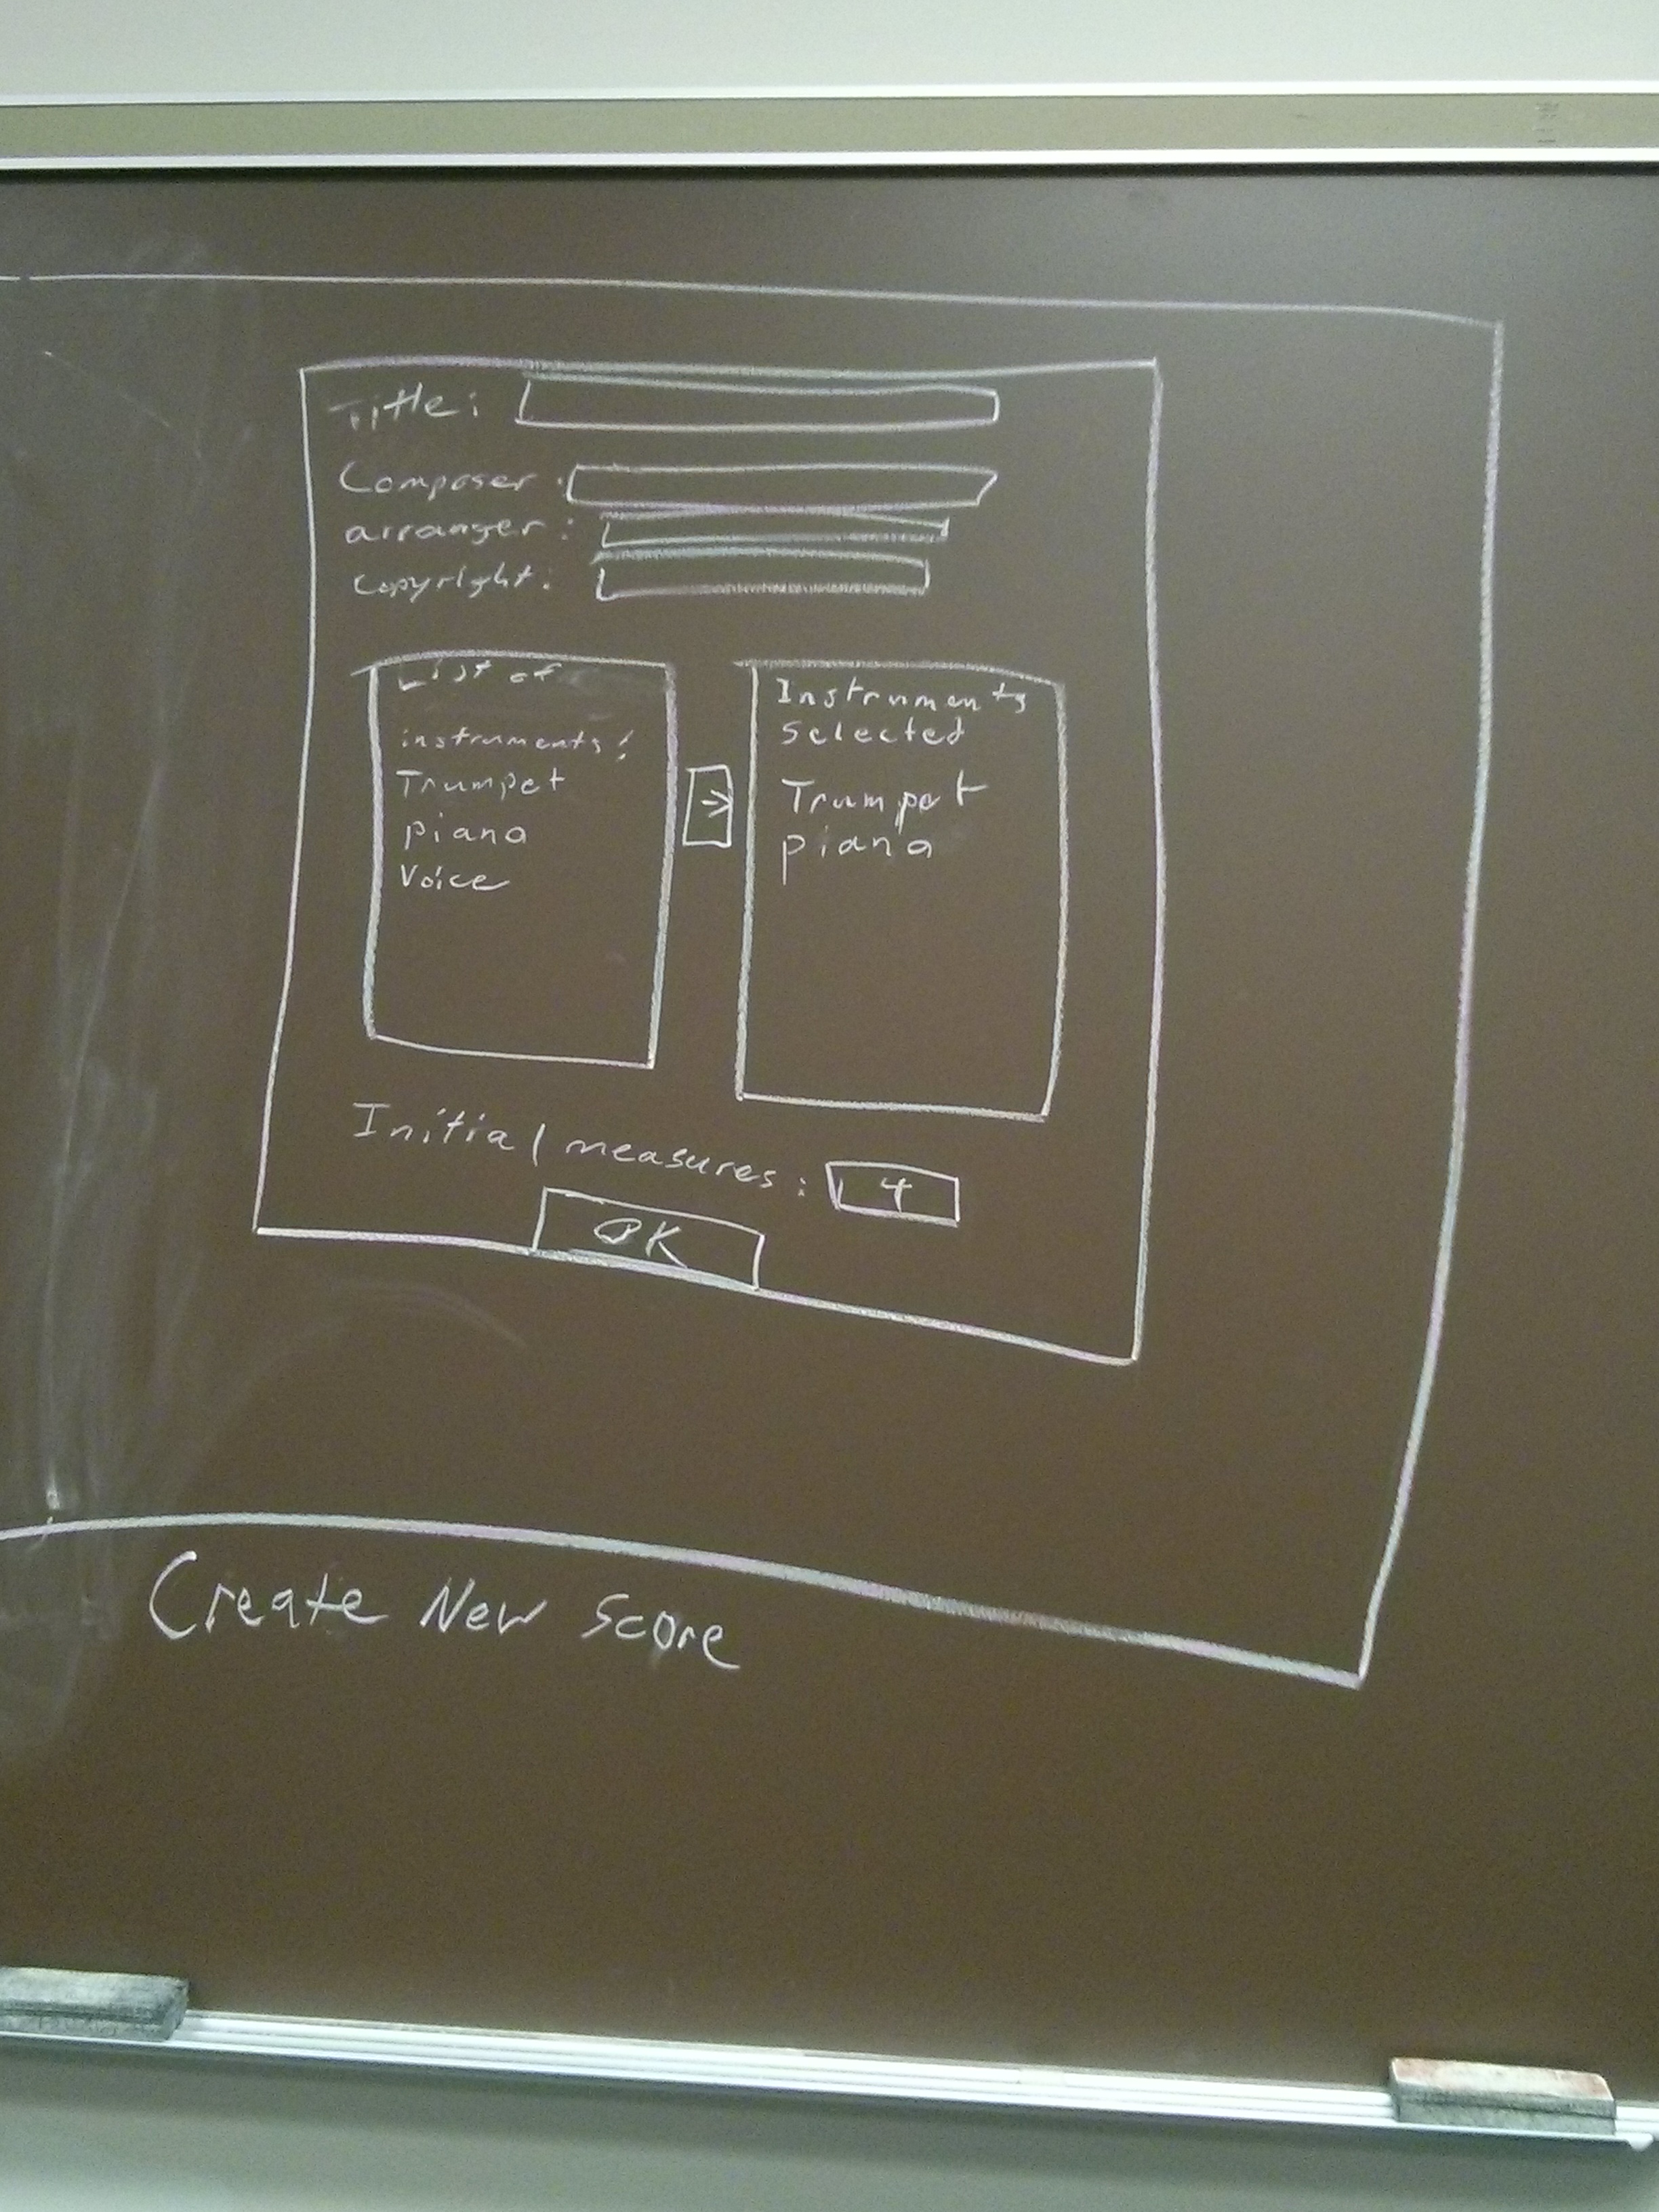 Title:
Composer:
arranger:
copyright:
List of
instruments:
Trumpet
piano
Voice
→
Instruments
selected
Trumpet
piano
Initial measures: 4
OK
Create New Score